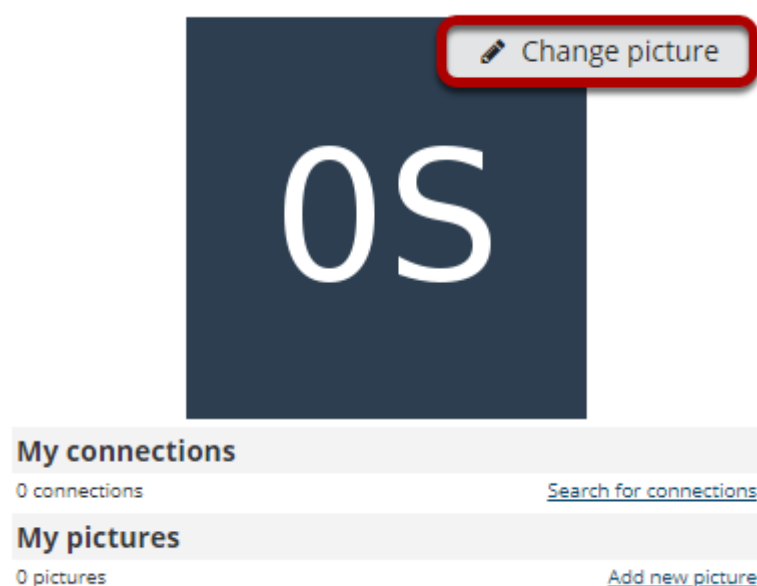 Change picture
0S
My connections
0 connections Search for connections
My pictures
0 pictures Add new picture